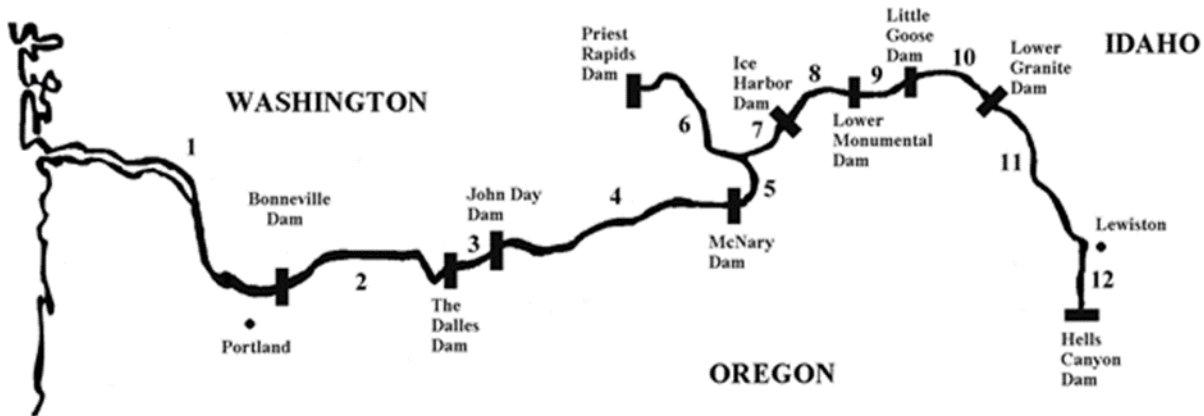 Priest
Rapids
Dam
Little
Goose
Dam
IDAHO
Lower
Granite
Dam
Ice
Harbor
Dam
WASHINGTON
Lower
Monumental
Dam
1
2
3
4
5
6
7
8
9
10
11
12
Bonneville
Dam
John Day
Dam
McNary
Dam
Lewiston
The
Dalles
Dam
Portland
Hells
Canyon
Dam
OREGON